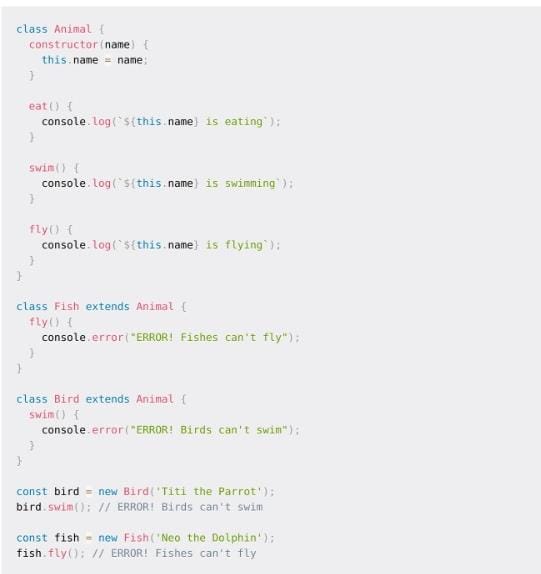 class Animal {
  constructor(name) {
    this.name = name;
  }

  eat() {
    console.log(`${this.name} is eating`);
  }

  swim() {
    console.log(`${this.name} is swimming`);
  }

  fly() {
    console.log(`${this.name} is flying`);
  }
}

class Fish extends Animal {
  fly() {
    console.error("ERROR! Fishes can't fly");
  }
}

class Bird extends Animal {
  swim() {
    console.error("ERROR! Birds can't swim");
  }
}

const bird = new Bird('Titi the Parrot');
bird.swim(); // ERROR! Birds can't swim

const fish = new Fish('Neo the Dolphin');
fish.fly(); // ERROR! Fishes can't fly